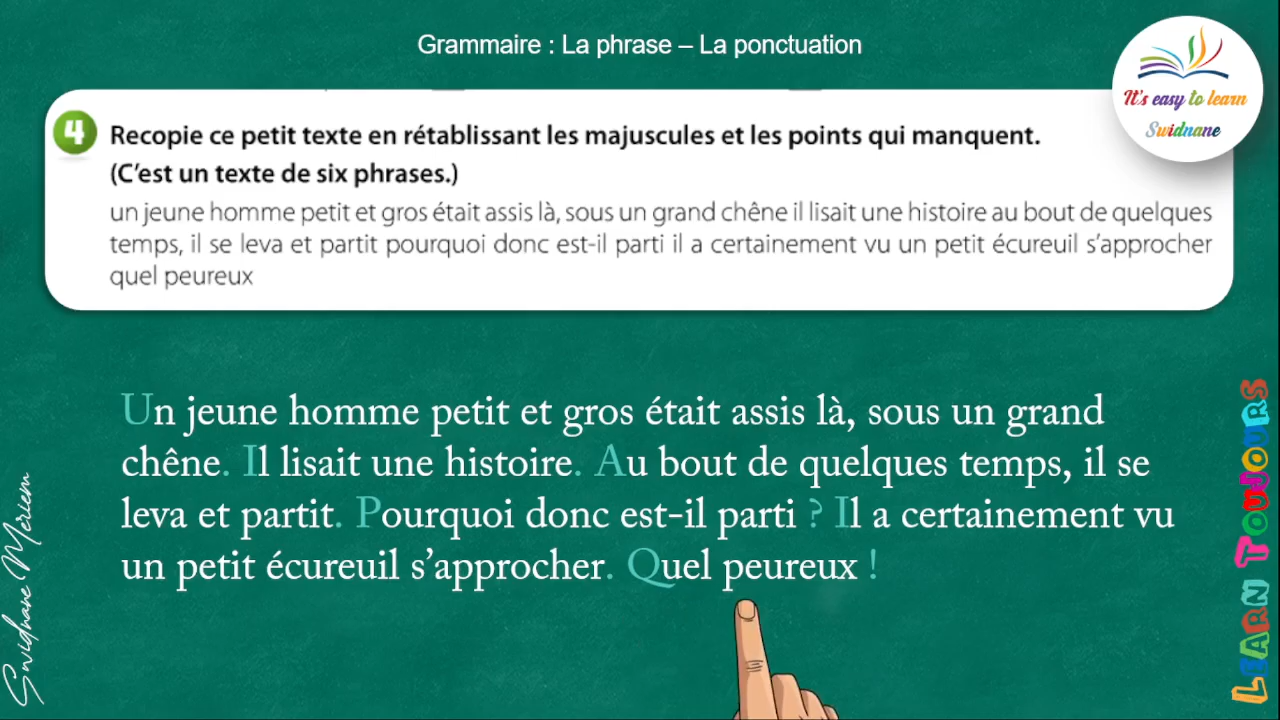 Grammaire : La phrase – La ponctuation
It's easy to learn
Swidnane
4 Recopie ce petit texte en rétablissant les majuscules et les points qui manquent.
(C'est un texte de six phrases.)
un jeune homme petit et gros était assis là, sous un grand chêne il lisait une histoire au bout de quelques
temps, il se leva et partit pourquoi donc est-il parti il a certainement vu un petit écureuil s'approcher
quel peureux
Un jeune homme petit et gros était assis là, sous un grand
chêne. Il lisait une histoire. Au bout de quelques temps, il se
leva et partit. Pourquoi donc est-il parti ? Il a certainement vu
un petit écureuil s'approcher. Quel peureux !
Swidnane Meriem
LEARN TOUJOURS